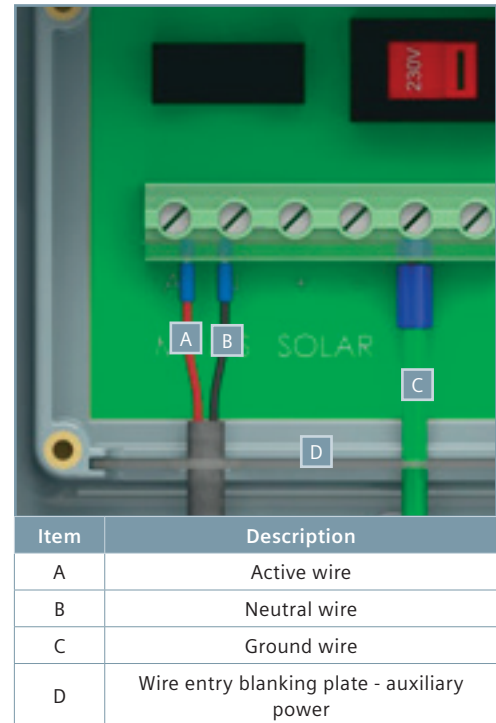 230V
A
B
SOLAR
C
D
Item Description
A Active wire
B Neutral wire
C Ground wire
D Wire entry blanking plate - auxiliary
power